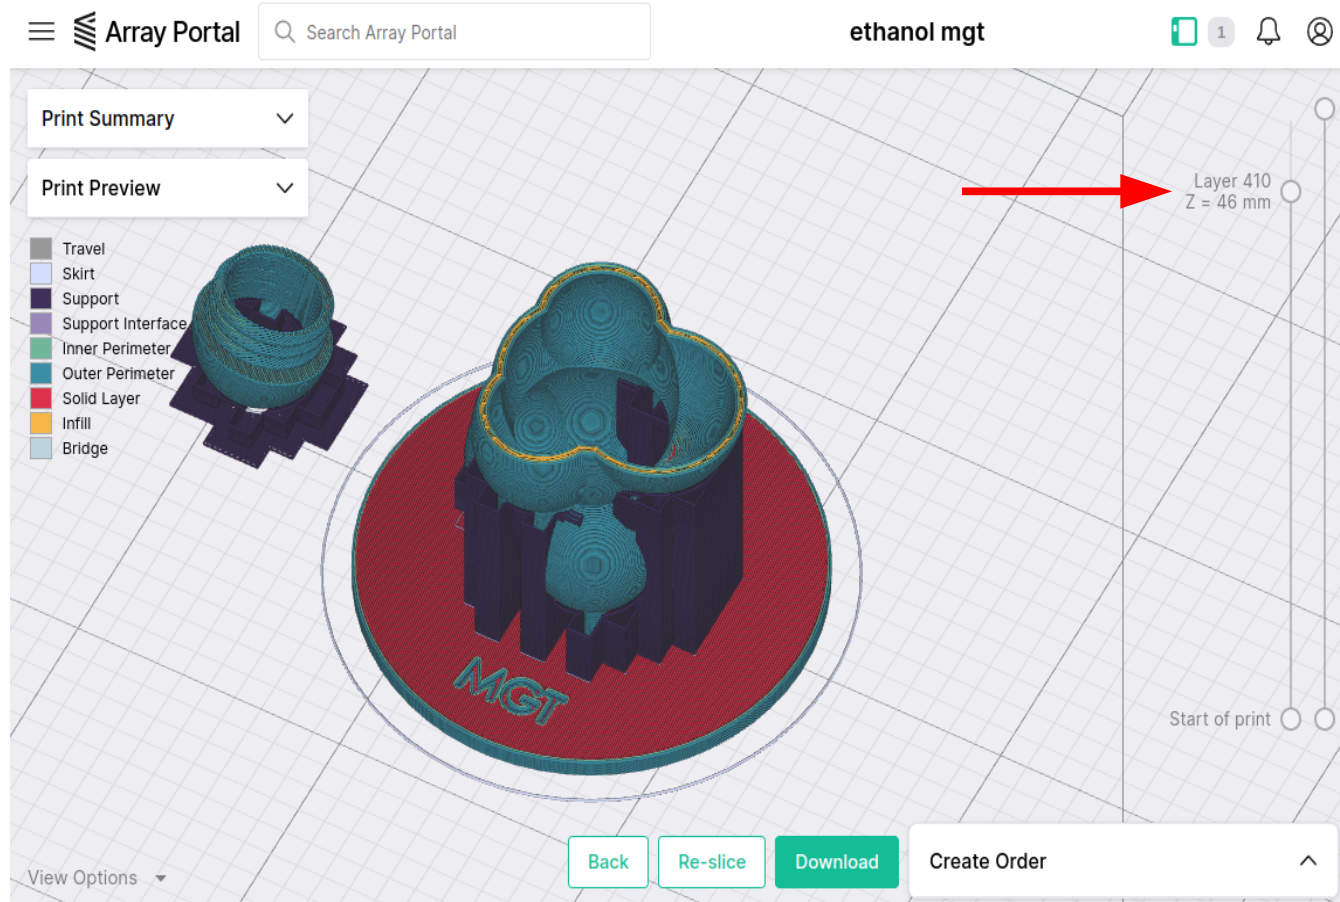 Array Portal
Search Array Portal
ethanol mgt
1
Print Summary
Print Preview
Travel
Skirt
Support
Support Interface
Inner Perimeter
Outer Perimeter
Solid Layer
Infill
Bridge
Layer 410
Z = 46 mm
MGT
Start of print
Back
Re-slice
Download
Create Order
View Options